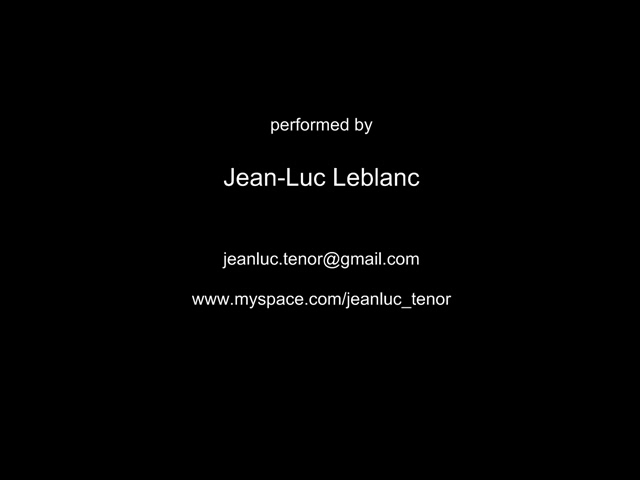 performed by
Jean-Luc Leblanc
jeanluc.tenor@gmail.com
www.myspace.com/jeanluc_tenor